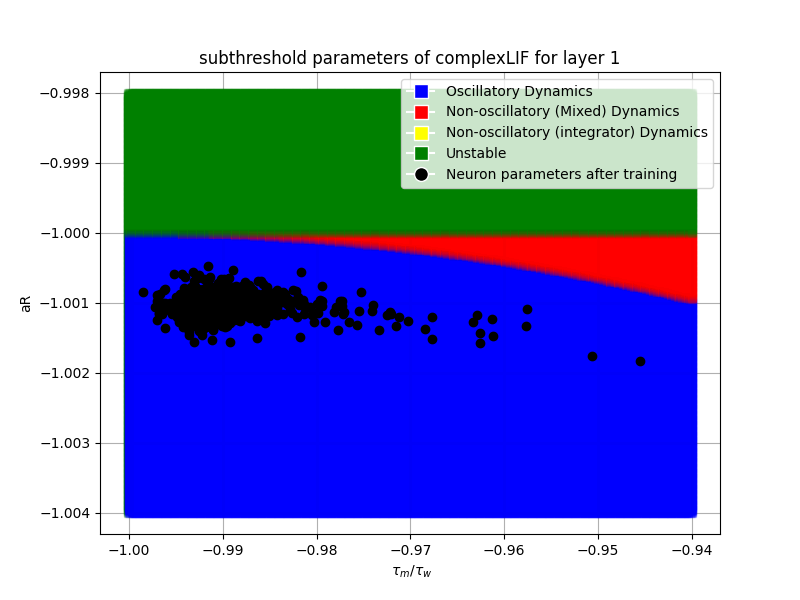 subthreshold parameters of complexLIF for layer 1
Oscillatory Dynamics
Non-oscillatory (Mixed) Dynamics
Non-oscillatory (integrator) Dynamics
Unstable
Neuron parameters after training
−0.998
−0.999
−1.000
−1.001
−1.002
−1.003
−1.004
aR
−1.00 −0.99 −0.98 −0.97 −0.96 −0.95 −0.94
τm/τw